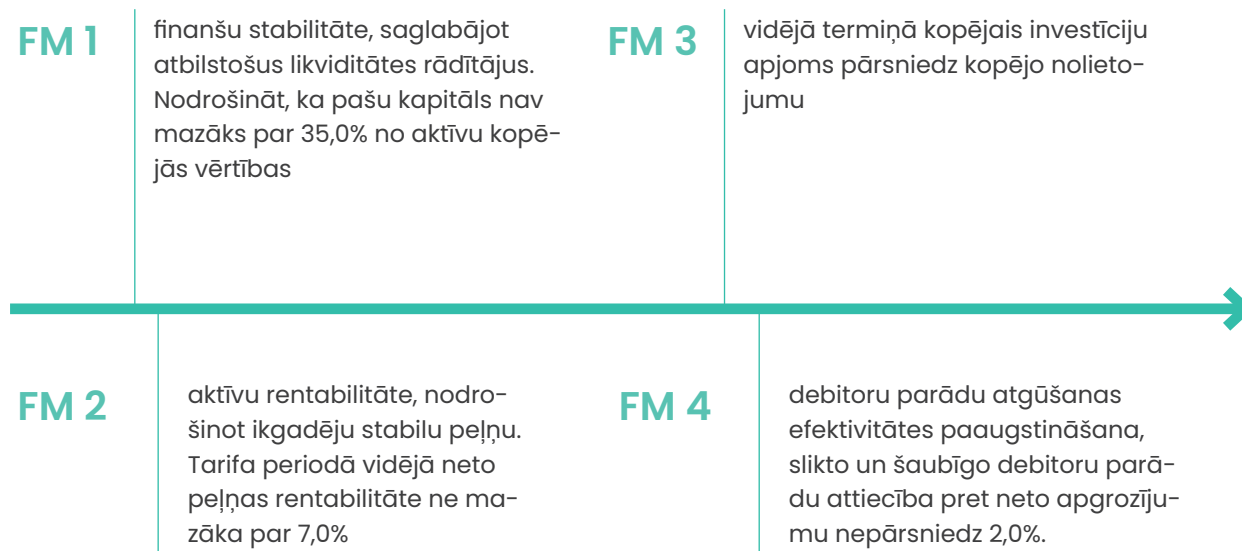 FM 1
finanšu stabilitāte, saglabājot
atbilstošus likviditātes rādītājus.
Nodrošināt, ka pašu kapitāls nav
mazāks par 35,0% no aktīvu kopē-
jās vērtības
FM 3
vidējā termiņā kopējais investīciju
apjoms pārsniedz kopējo nolieto-
jumu
FM 2
aktīvu rentabilitāte, nodro-
šinot ikgadēju stabilu peļņu.
Tarifa periodā vidējā neto
peļņas rentabilitāte ne ma-
zāka par 7,0%
FM 4
debitoru parādu atgūšanas
efektivitātes paaugstināšana,
slikto un šaubīgo debitoru parā-
du attiecība pret neto apgrozīju-
mu nepārsniedz 2,0%.